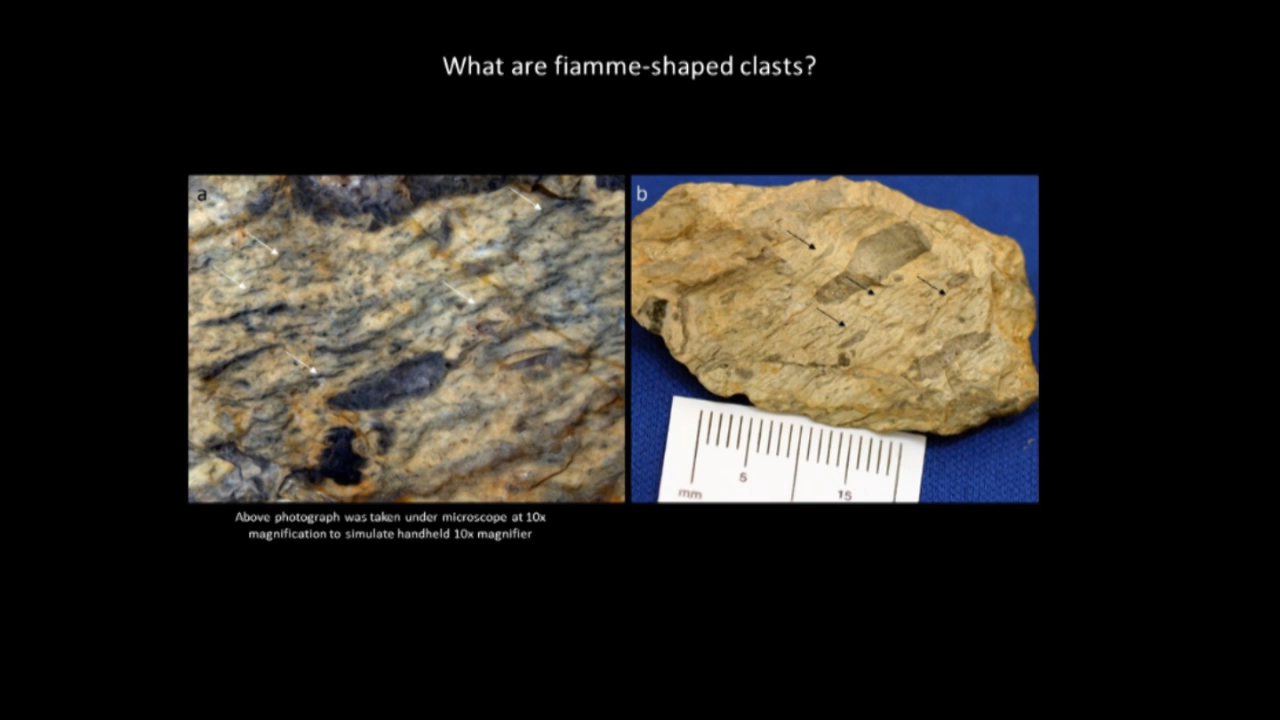 What are fiamme-shaped clasts?
a
b
5
mm
15
Above photograph was taken under microscope at 10x
magnification to simulate handheld 10x magnifier